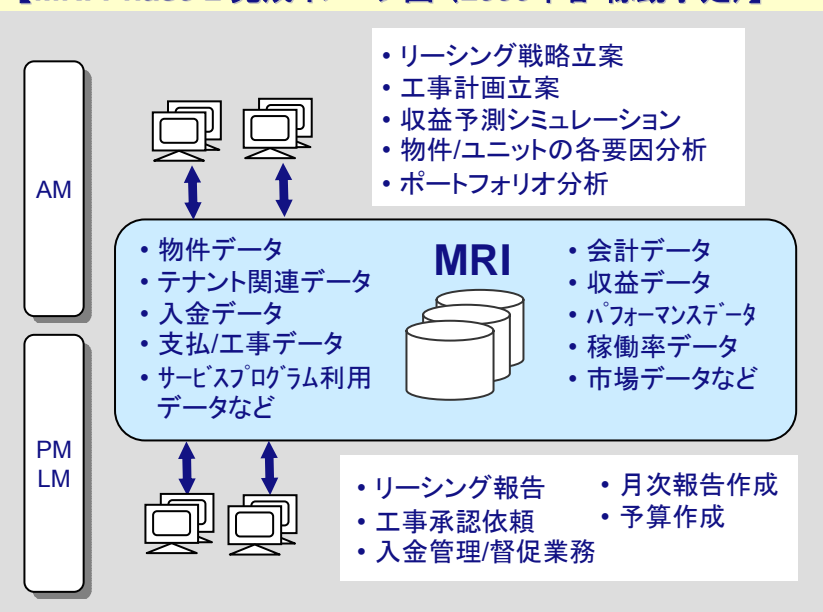 ・リーシング戦略立案
・工事計画立案
・収益予測シミュレーション
・物件/ユニットの各要因分析
・ポートフォリオ分析
AM
・物件データ
・テナント関連データ
・入金データ
・支払/工事データ
・ｻｰﾋﾞｽﾌﾟﾛｸﾞﾗﾑ利用
データなど
MRI
・会計データ
・収益データ
・ﾊﾟﾌｫｰﾏﾝｽﾃﾞｰﾀ
・稼働率データ
・市場データなど
PM
LM
・リーシング報告
・工事承認依頼
・入金管理/督促業務
・月次報告作成
・予算作成